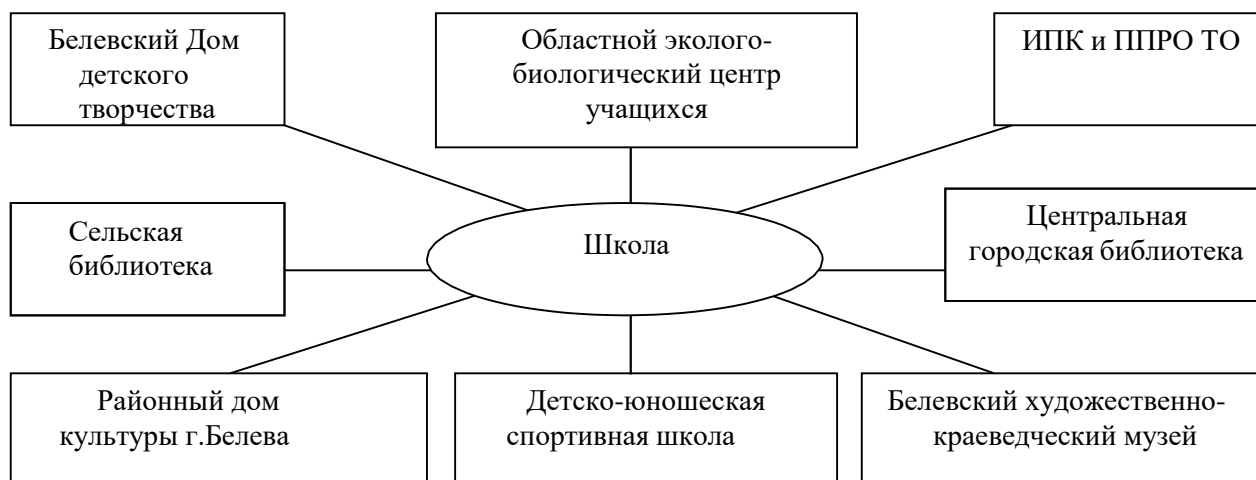 Белевский Дом
детского
творчества
Областной эколого-
биологический центр
учащихся
ИПК и ППРО ТО
Сельская
библиотека
Школа
Центральная
городская библиотека
Районный дом
культуры г.Белева
Детско-юношеская
спортивная школа
Белевский художественно-
краеведческий музей